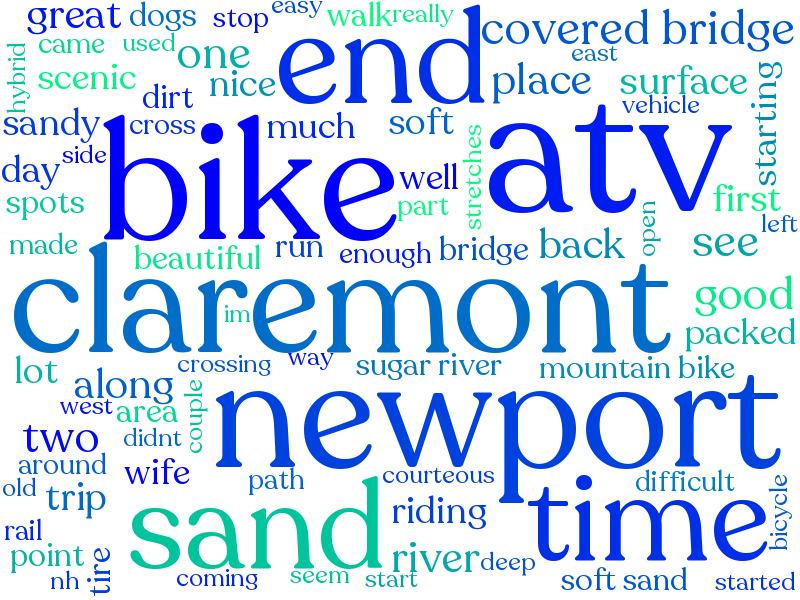 great dogs stop easy walk really
covered bridge
hybrid came used one end east
scenic nice place surface
dirt vehicle starting
sandy cross much soft
day side bike well stretches atv
spots part first
left
made beautiful run enough bridge back open see
claremont
im good
packed
lot crossing way sugar river mountain bike
along couple newport
west area
two didnt
around wife path sand courteous time difficult bicycle
old trip riding
rail river deep
point tire
nh coming seem start soft sand started